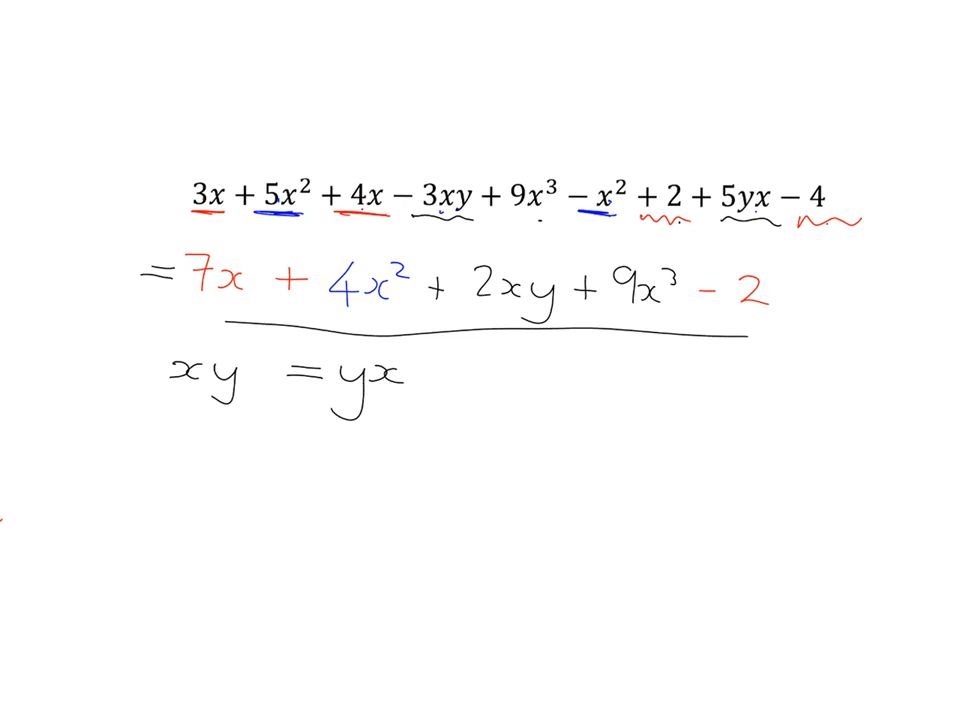 3x + 5x² + 4x − 3xy + 9x³ − x² + 2 + 5yx − 4
= 7x + 4x² + 2xy + 9x³ - 2
xy = yx